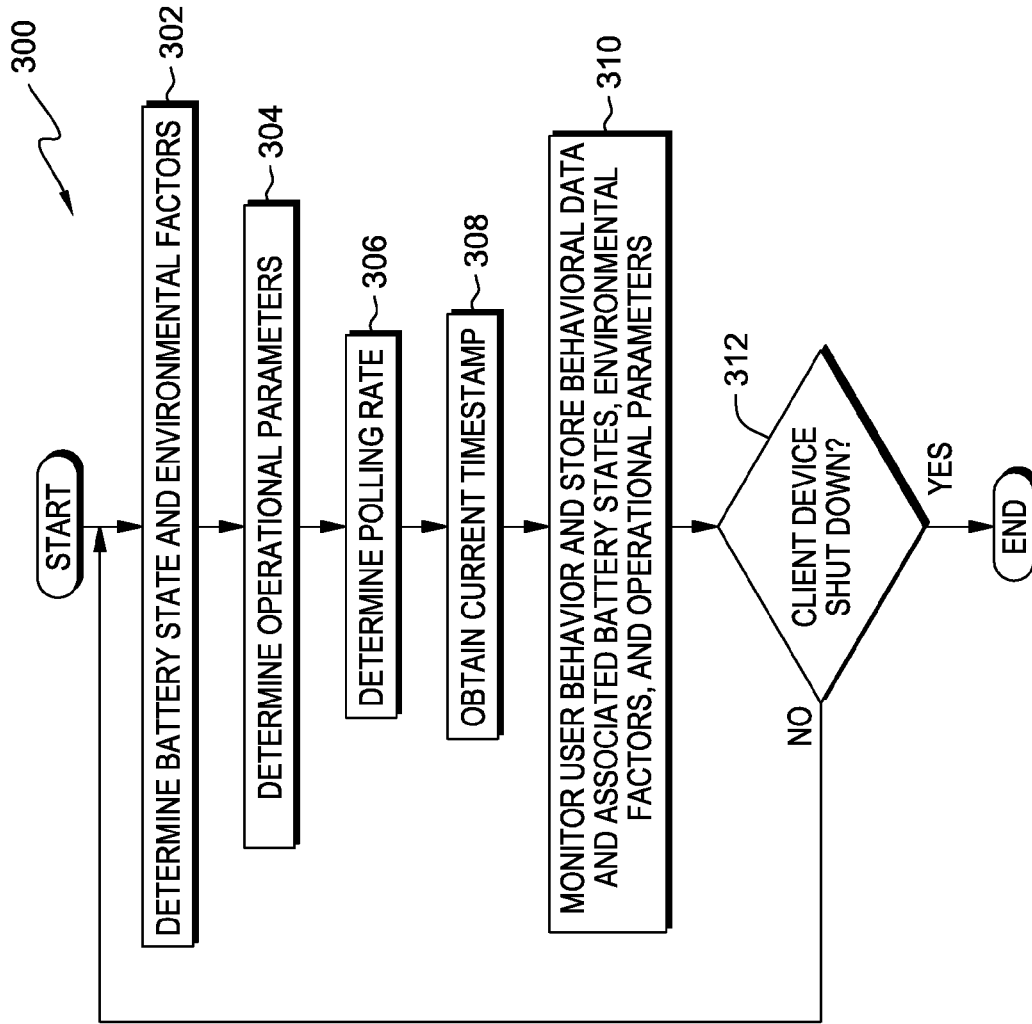 300
START
DETERMINE BATTERY STATE AND ENVIRONMENTAL FACTORS
302
DETERMINE OPERATIONAL PARAMETERS
304
DETERMINE POLLING RATE
306
OBTAIN CURRENT TIMESTAMP
308
MONITOR USER BEHAVIOR AND STORE BEHAVIORAL DATA
AND ASSOCIATED BATTERY STATES, ENVIRONMENTAL
FACTORS, AND OPERATIONAL PARAMETERS
310
CLIENT DEVICE
SHUT DOWN?
312
NO
YES
END